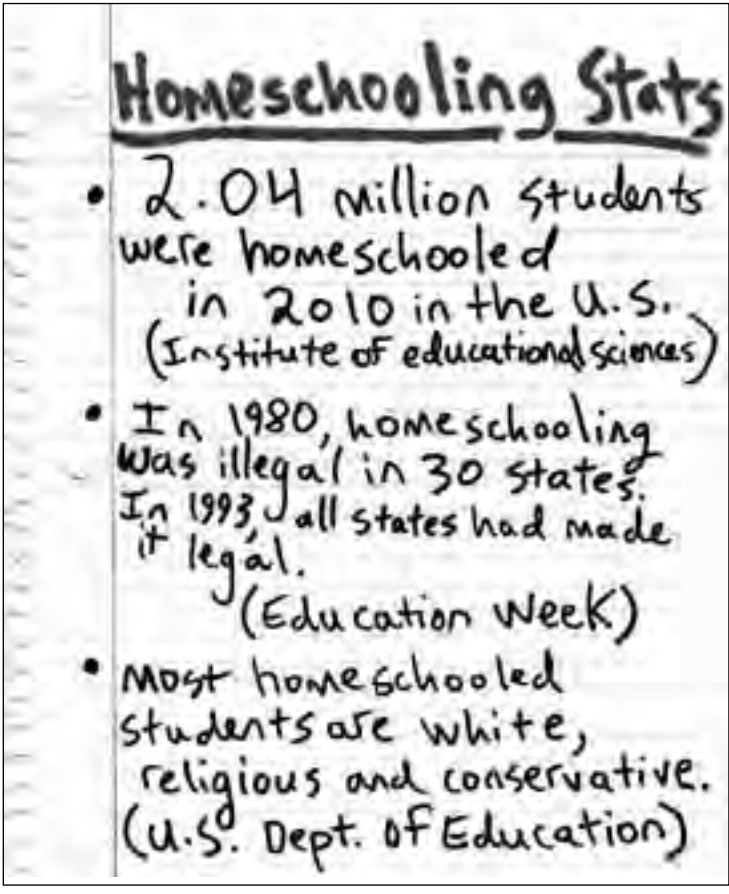 Homeschooling Stats
• 2.04 million students
were homeschooled
in 2010 in the U.S.
(Institute of educational sciences)
• In 1980, homeschooling
was illegal in 30 states.
In 1993, all states had made
it legal.
(Education Week)
• Most homeschooled
students are white,
religious and conservative.
(U.S. Dept. of Education)